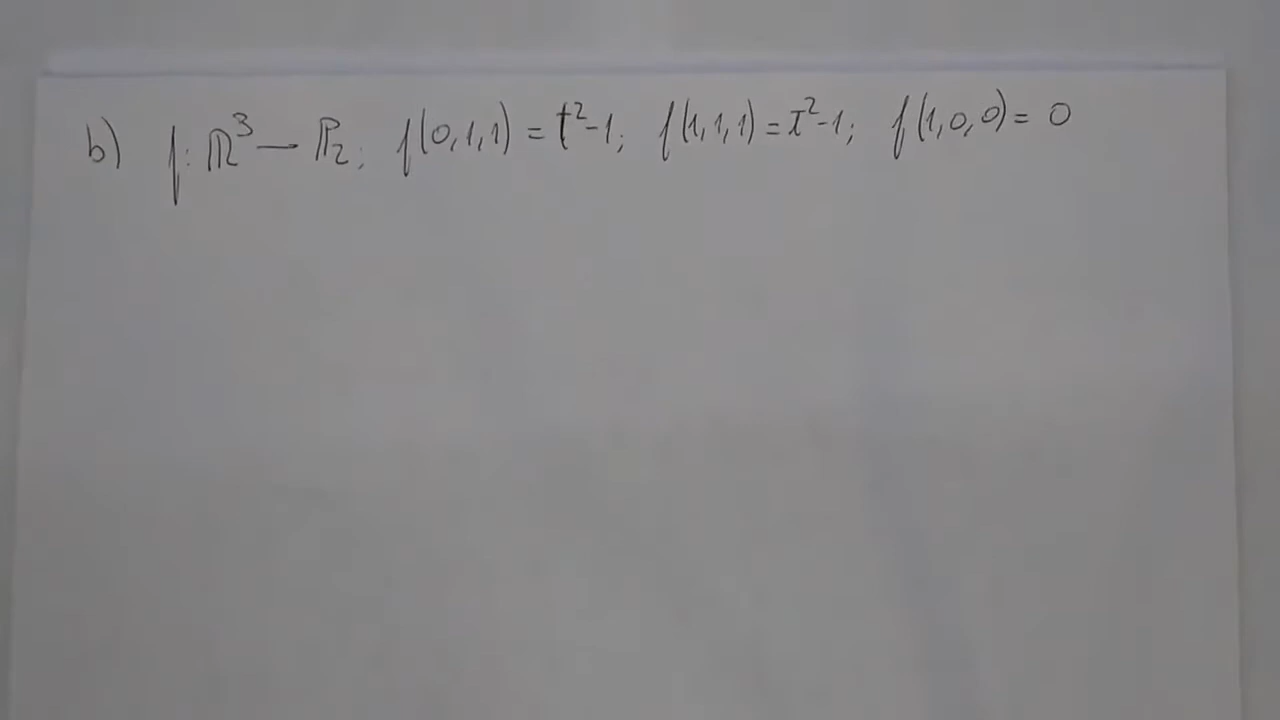 b) f: ℝ³ — ℙ₂; f(0,1,1) = t²-1; f(1,1,1) = t²-1; f(1,0,0) = 0